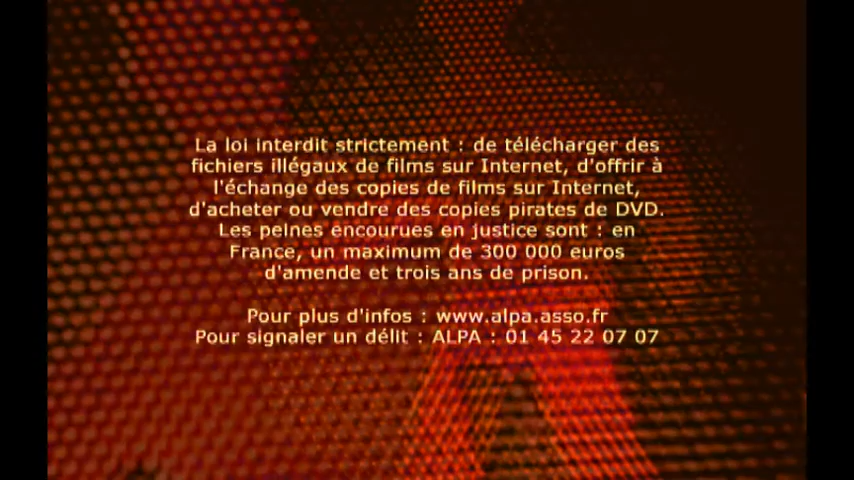 La loi interdit strictement : de télécharger des
fichiers illégaux de films sur Internet, d'offrir à
l'échange des copies de films sur Internet,
d'acheter ou vendre des copies pirates de DVD.
Les peines encourues en justice sont : en
France, un maximum de 300 000 euros
d'amende et trois ans de prison.
Pour plus d'infos : www.alpa.asso.fr
Pour signaler un délit : ALPA : 01 45 22 07 07